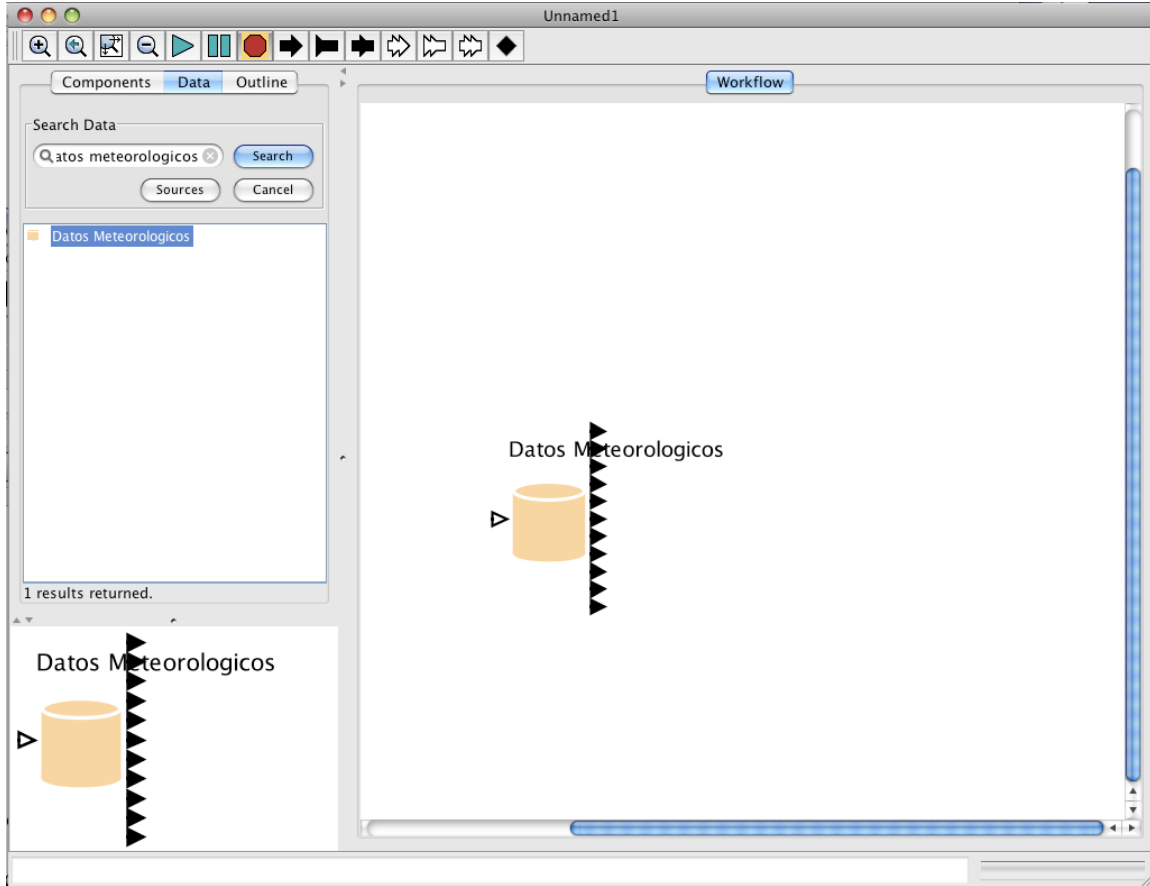 Unnamed1
Components Data Outline
Workflow
Search Data
atos meteorologicos Search
Sources Cancel
Datos Meteorologicos
1 results returned.
Datos Meteorologicos
Datos Meteorologicos